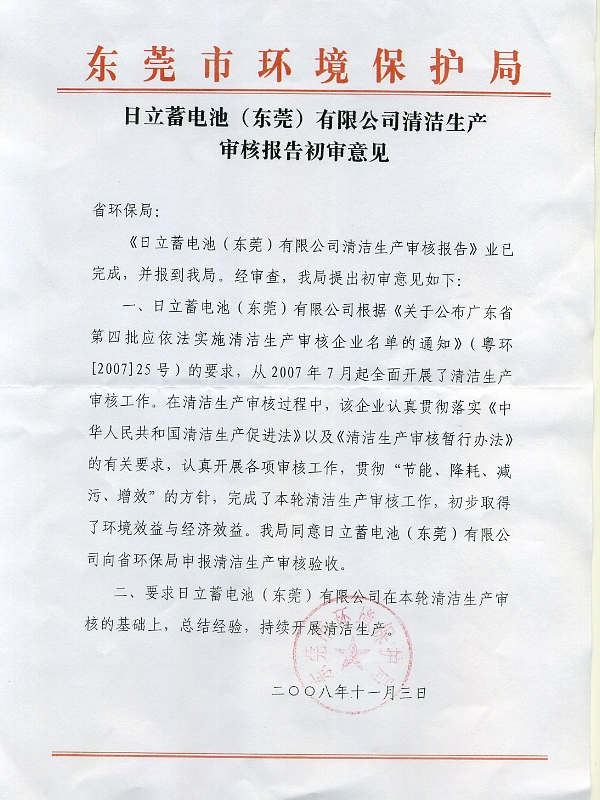 东莞市环境保护局
日立蓄电池（东莞）有限公司清洁生产
审核报告初审意见
省环保局：
《日立蓄电池（东莞）有限公司清洁生产审核报告》业已
完成，并报到我局。经审查，我局提出初审意见如下：
一、日立蓄电池（东莞）有限公司根据《关于公布广东省
第四批应依法实施清洁生产审核企业名单的通知》（粤环
[2007]25号）的要求，从2007年7月起全面开展了清洁生产
审核工作。在清洁生产审核过程中，该企业认真贯彻落实《中
华人民共和国清洁生产促进法》以及《清洁生产审核暂行办法》
的有关要求，认真开展各项审核工作，贯彻“节能、降耗、减
污、增效”的方针，完成了本轮清洁生产审核工作，初步取得
了环境效益与经济效益。我局同意日立蓄电池（东莞）有限公
司向省环保局申报清洁生产审核验收。
二、要求日立蓄电池（东莞）有限公司在本轮清洁生产审
核的基础上，总结经验，持续开展清洁生产。
东莞市环境保护局
二〇〇八年十一月三日